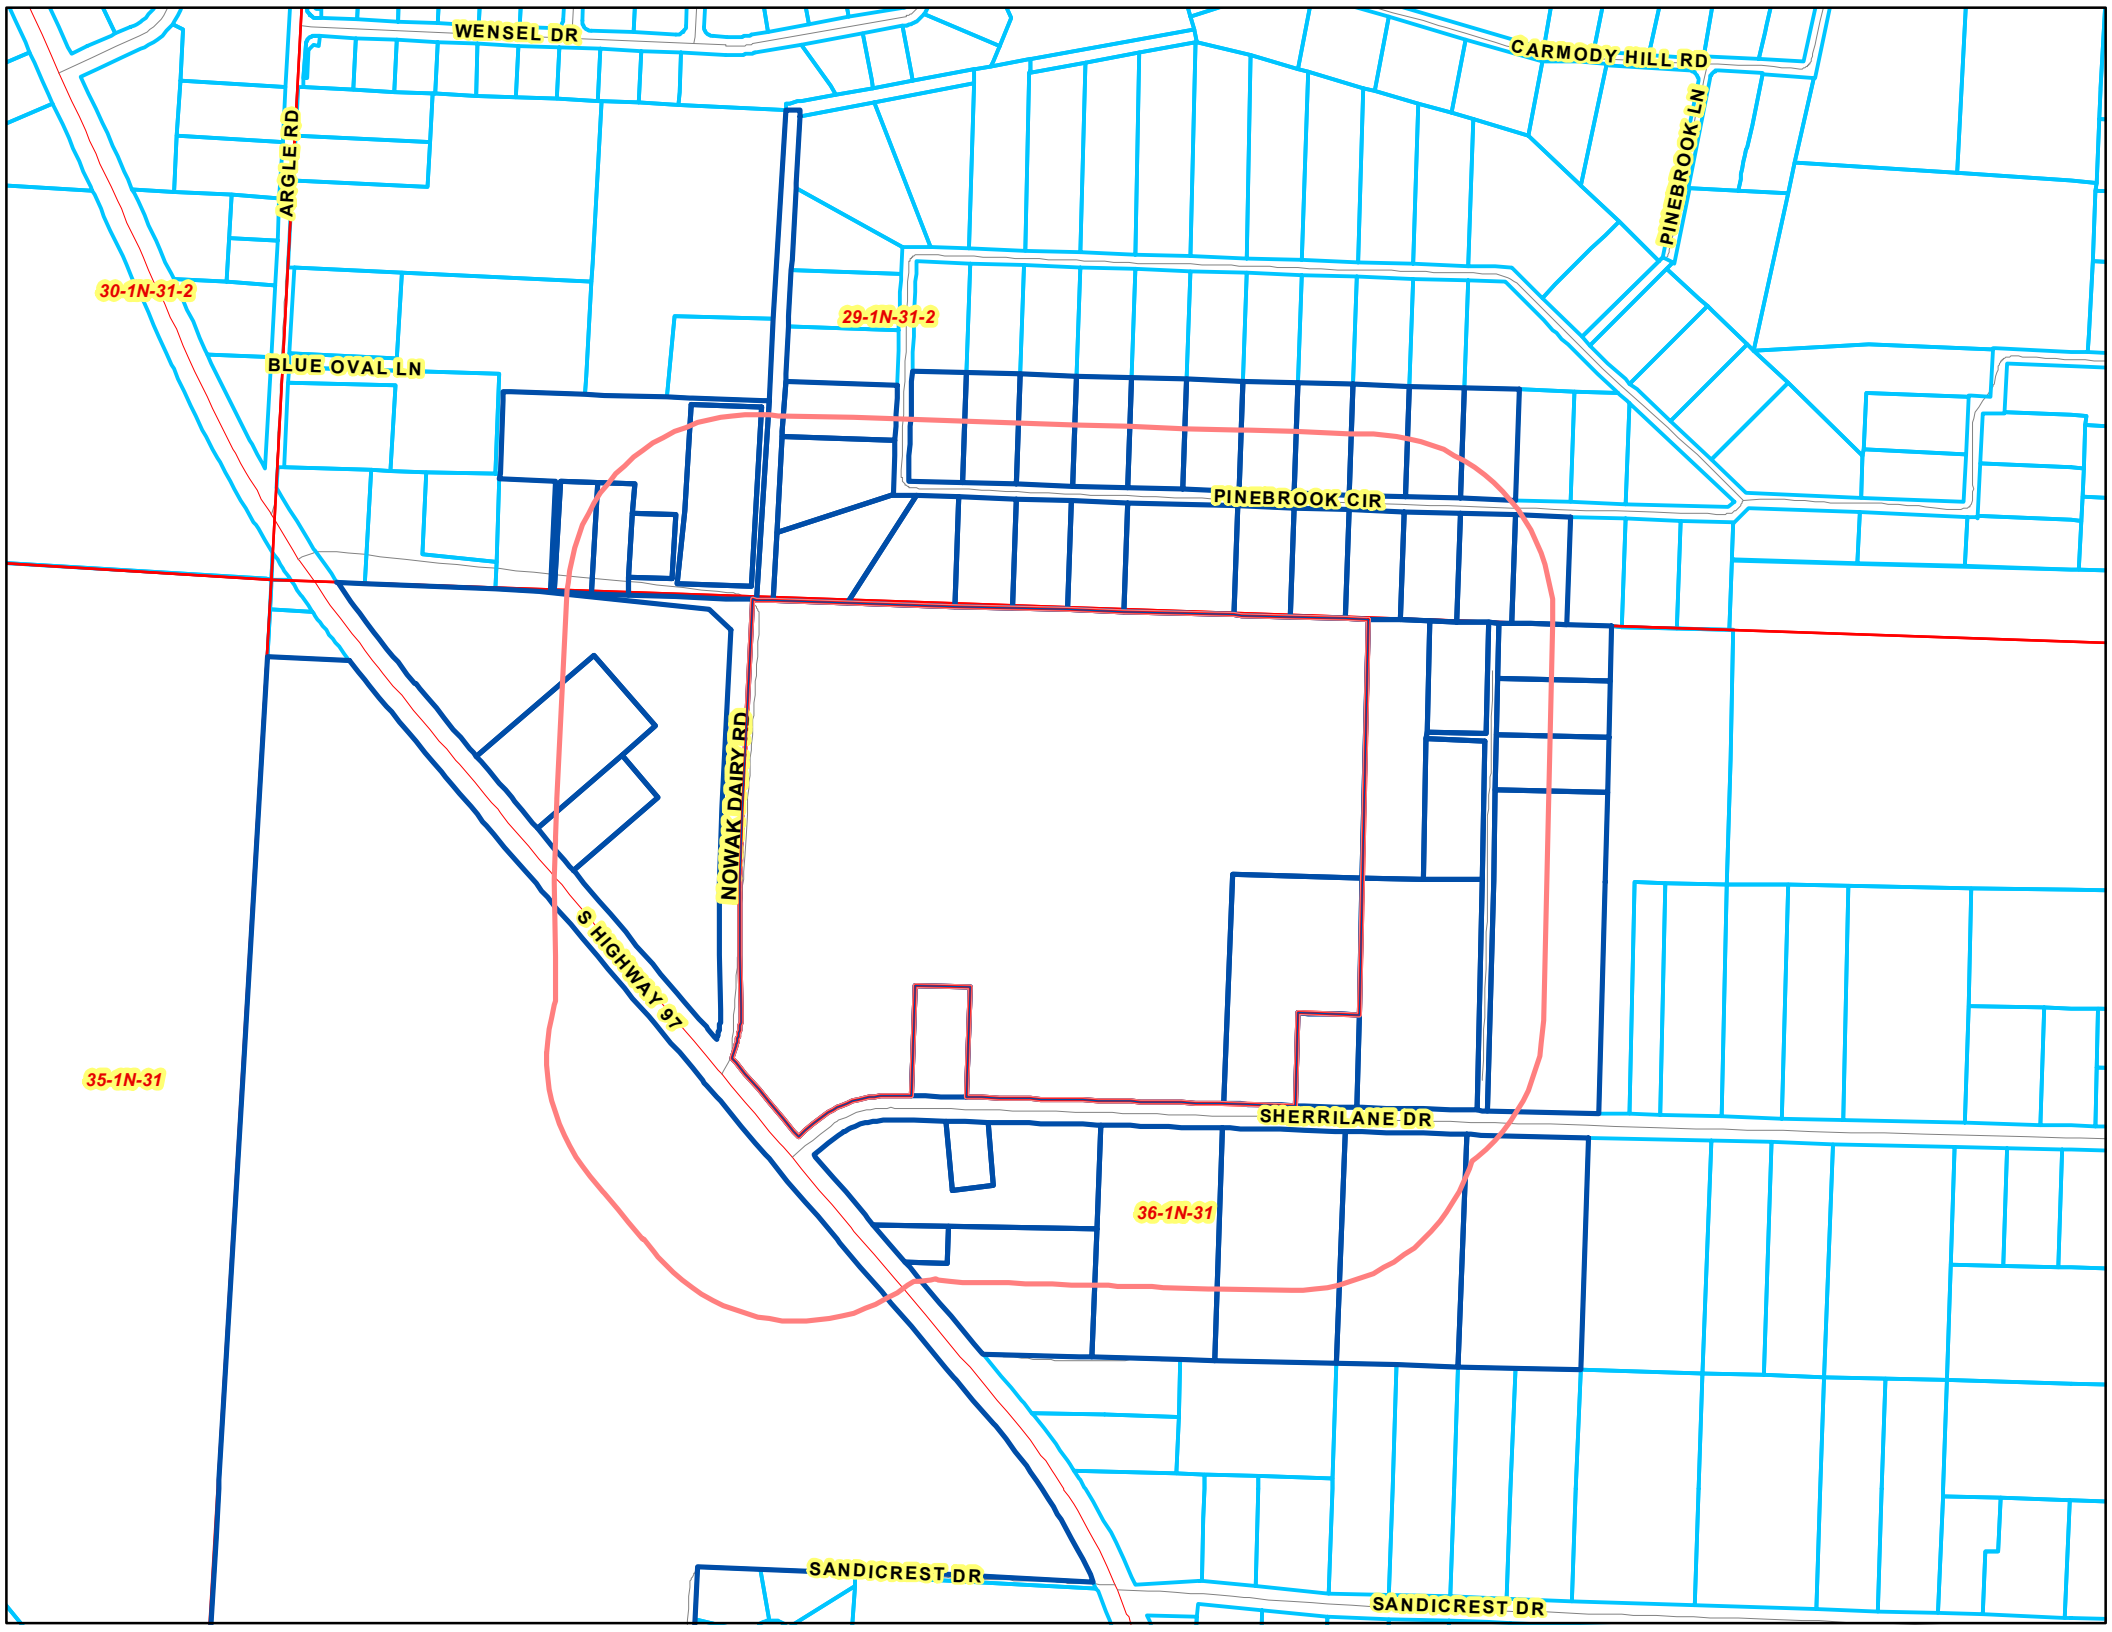 WENSEL DR
CARMODY HILL RD
PINEBROOK LN
ARGLE RD
30-1N-31-2
29-1N-31-2
BLUE OVAL LN
PINEBROOK CIR
NOWAK DAIRY RD
S HIGHWAY 97
35-1N-31
SHERRILANE DR
36-1N-31
SANDICREST DR
SANDICREST DR